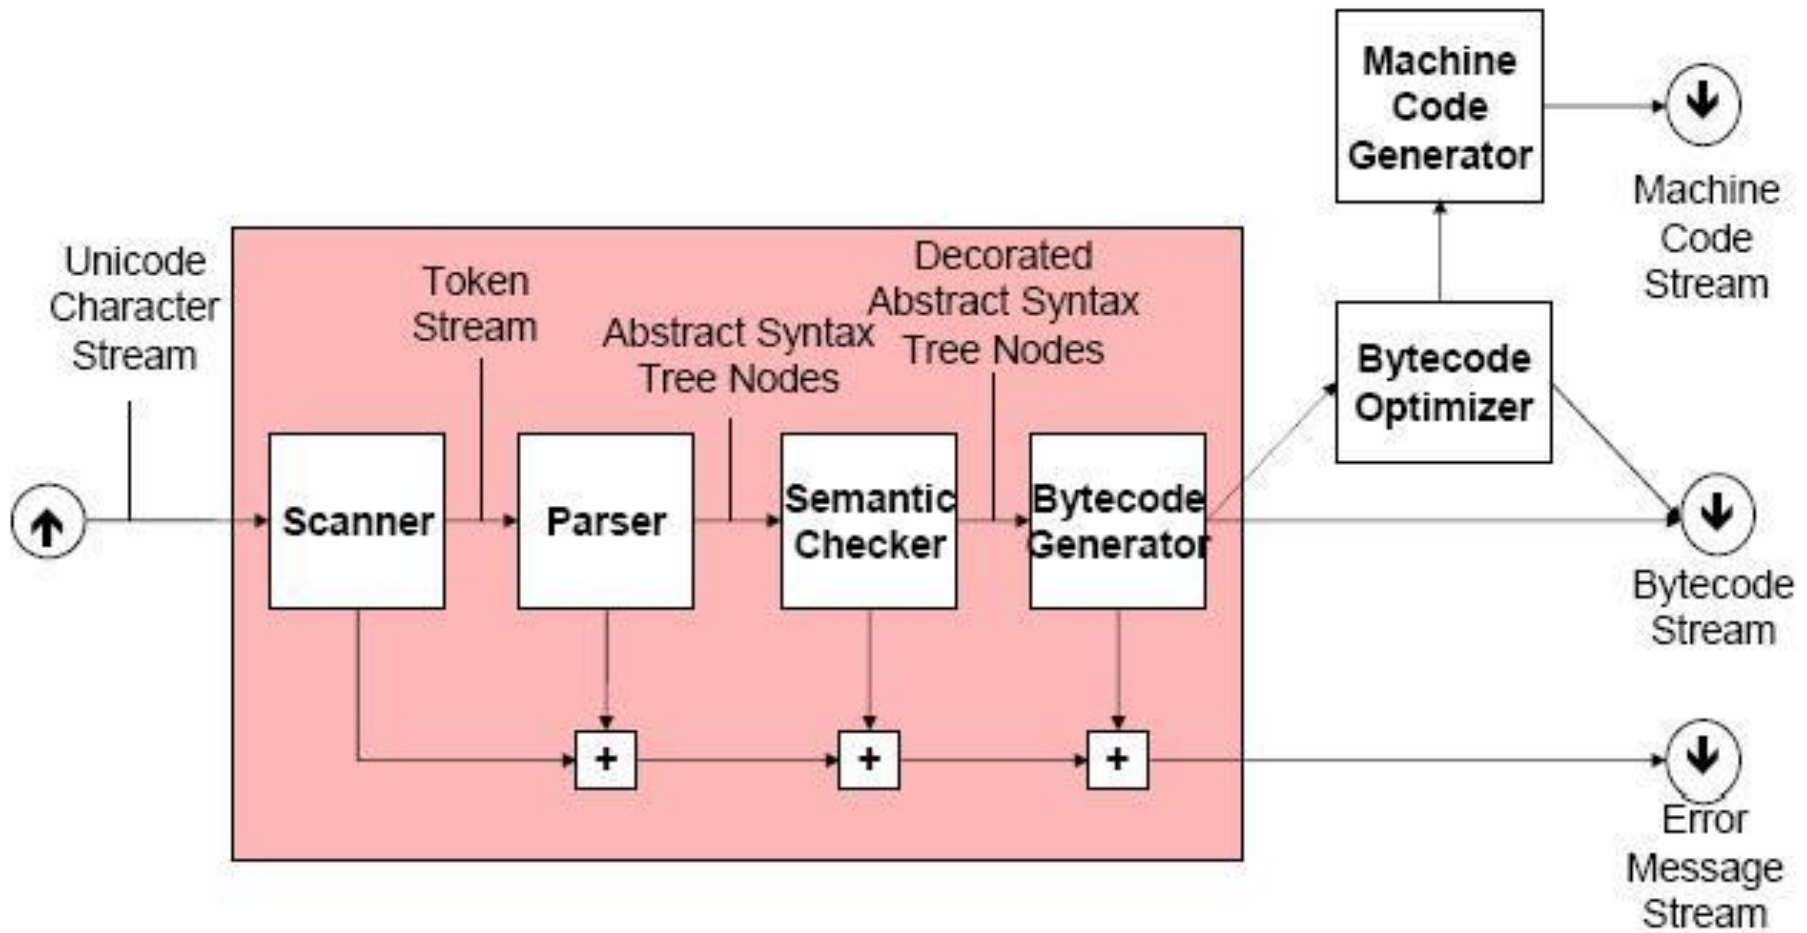 Machine
Code
Generator
Machine
Code
Stream
Unicode
Character
Stream
Token
Stream
Abstract Syntax
Tree Nodes
Decorated
Abstract Syntax
Tree Nodes
Bytecode
Optimizer
Scanner
Parser
Semantic
Checker
Bytecode
Generator
Bytecode
Stream
+
+
+
Error
Message
Stream